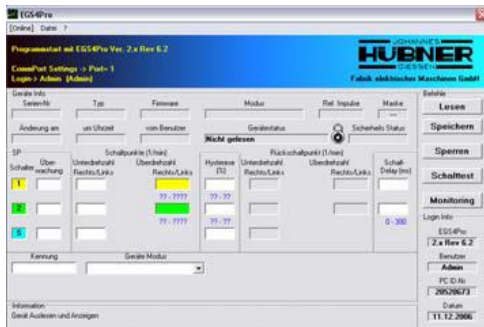 EGS4Pro
[Online] Datei ?
Programmstart mit EGS4Pro Ver. 2.x Rev 6.2
CommPort Settings -> Port= 1
Login-> Admin (Admin)
JOHANNES
HÜBNER
GIESSEN
Fabrik elektrischer Maschinen GmbH
Geräte Info
Serien-Nr. Typ Firmware Modus Rel. Impulse Maske
---
Änderung am um Uhrzeit vom Benutzer Gerätestatus Sicherheits Status
Nicht gelesen
SP Schaltpunkte (1/min) Rückschaltpunkt (1/min)
Schalter Über-wachung Unterdrehzahl Rechts/Links Überdrehzahl Rechts/Links Hysterese (%) Unterdrehzahl Rechts/Links Überdrehzahl Rechts/Links Schalt-Delay (ms)
1
?? - ???? ?? - ??
2
?? - ???? ?? - ?? 0 - 300
S
Kennung Geräte Modus
Information
Gerät Auslesen und Anzeigen
Befehle
Lesen
Speichern
Sperren
Schalttest
Monitoring
Login Info
EGS4Pro
2.x Rev 6.2
Benutzer
Admin
PC ID-Nr
20520673
Datum
11.12.2006